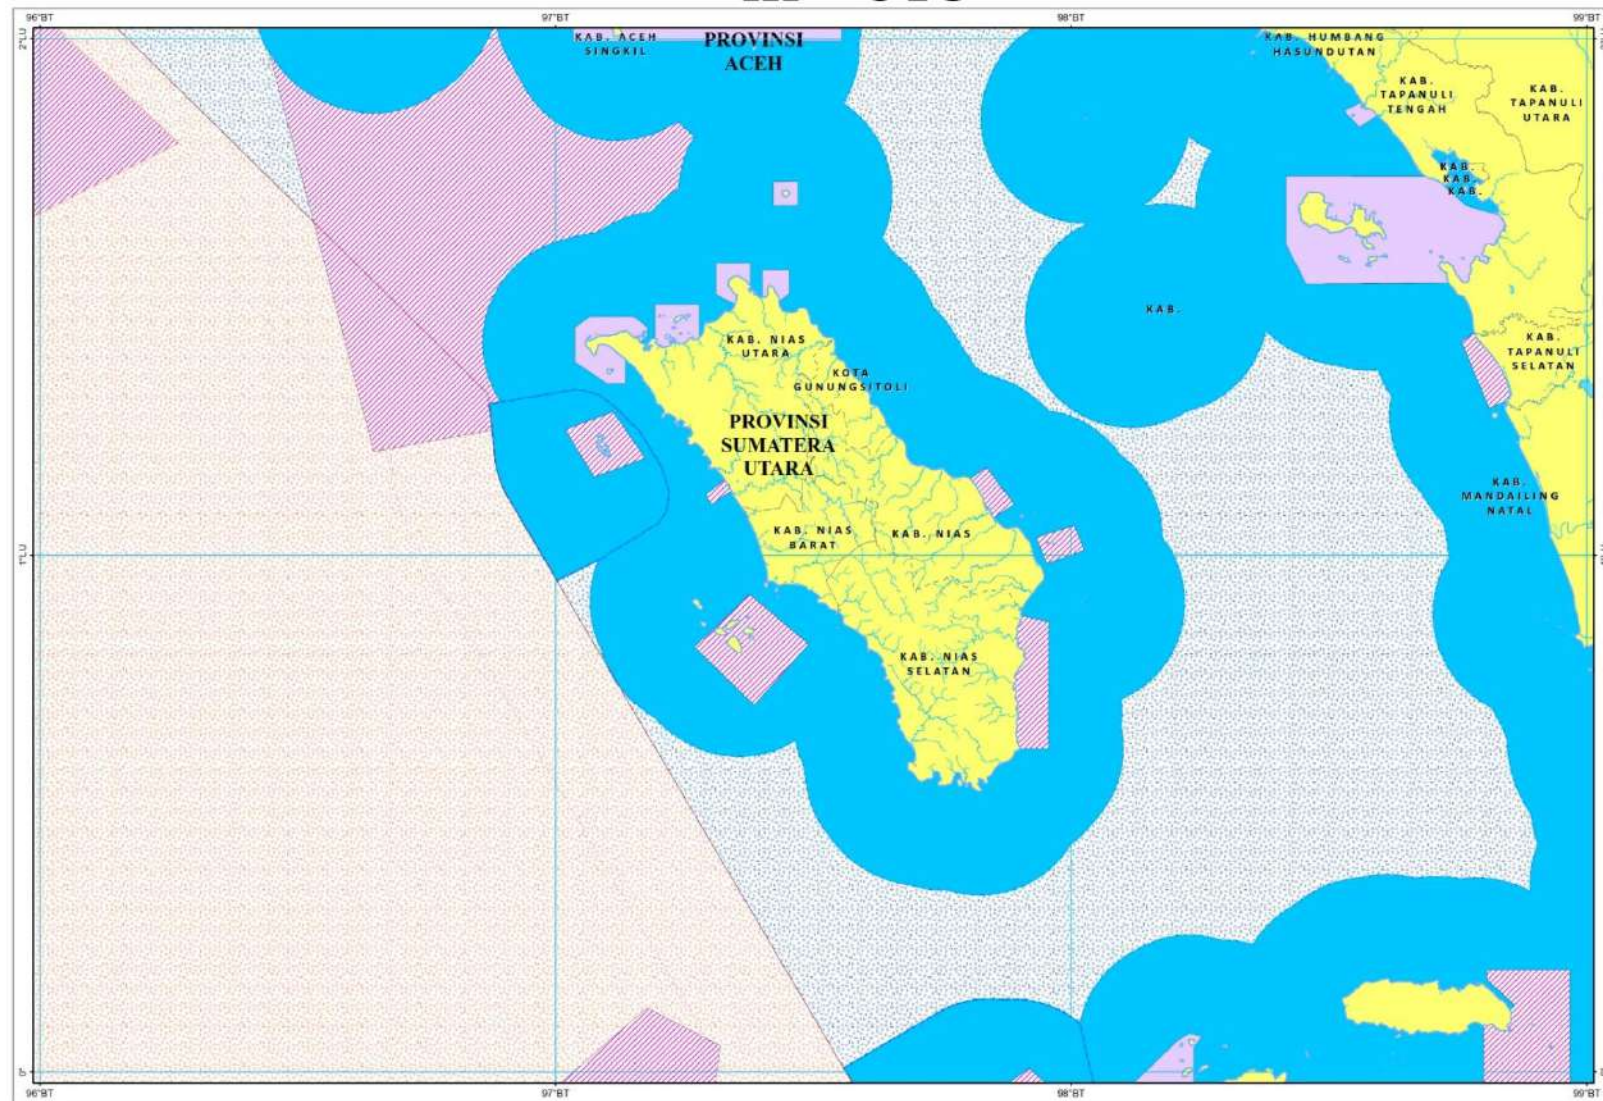 96°BT
97°BT
98°BT
99°BT
2°LU
KAB. ACEH
SINGKIL
PROVINSI
ACEH
KAB. HUMBANG
HASUNDUTAN
KAB.
TAPANULI
TENGAH
KAB.
TAPANULI
UTARA
KAB.
KAB.
KAB.
KAB.
KAB. NIAS
UTARA
KAB.
TAPANULI
SELATAN
KOTA
GUNUNGSITOLI
PROVINSI
SUMATERA
UTARA
KAB.
MANDAILING
NATAL
KAB. NIAS
BARAT
KAB. NIAS
1°LU
KAB. NIAS
SELATAN
0°
96°BT
97°BT
98°BT
99°BT